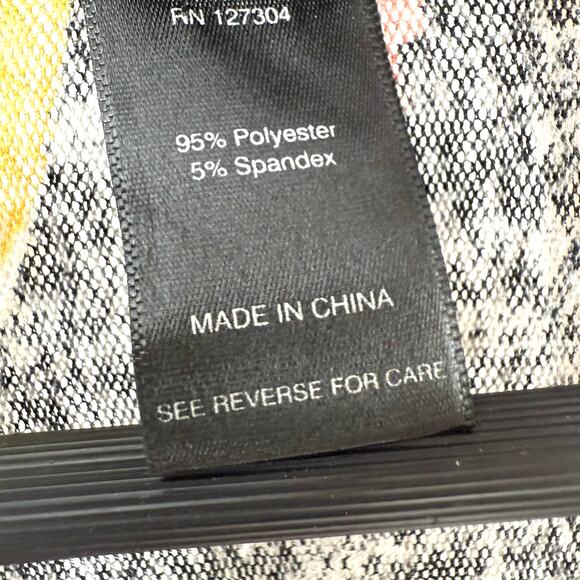 RN 127304
95% Polyester
5% Spandex
MADE IN CHINA
SEE REVERSE FOR CARE